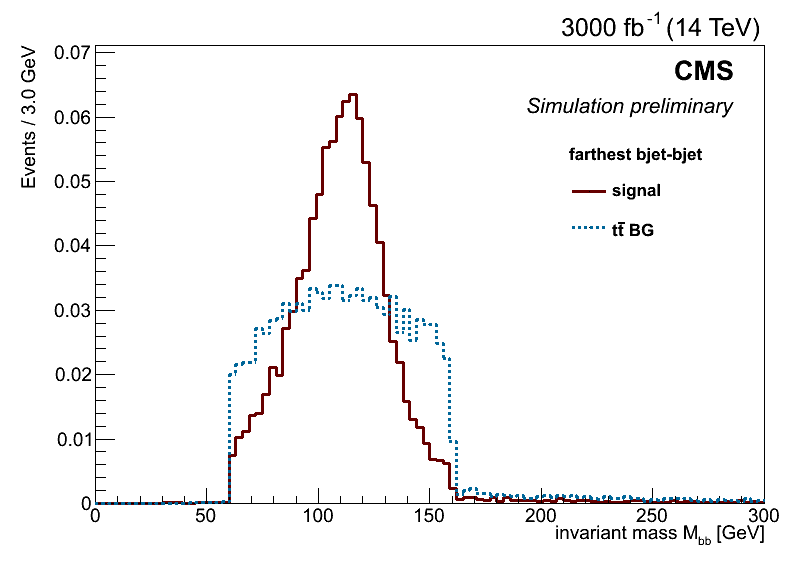 3000 fb-1 (14 TeV)
Events / 3.0 GeV
CMS
Simulation preliminary
farthest bjet-bjet
signal
tt̄ BG
0.07
0.06
0.05
0.04
0.03
0.02
0.01
0
0 50 100 150 200 250 300
invariant mass Mbb [GeV]